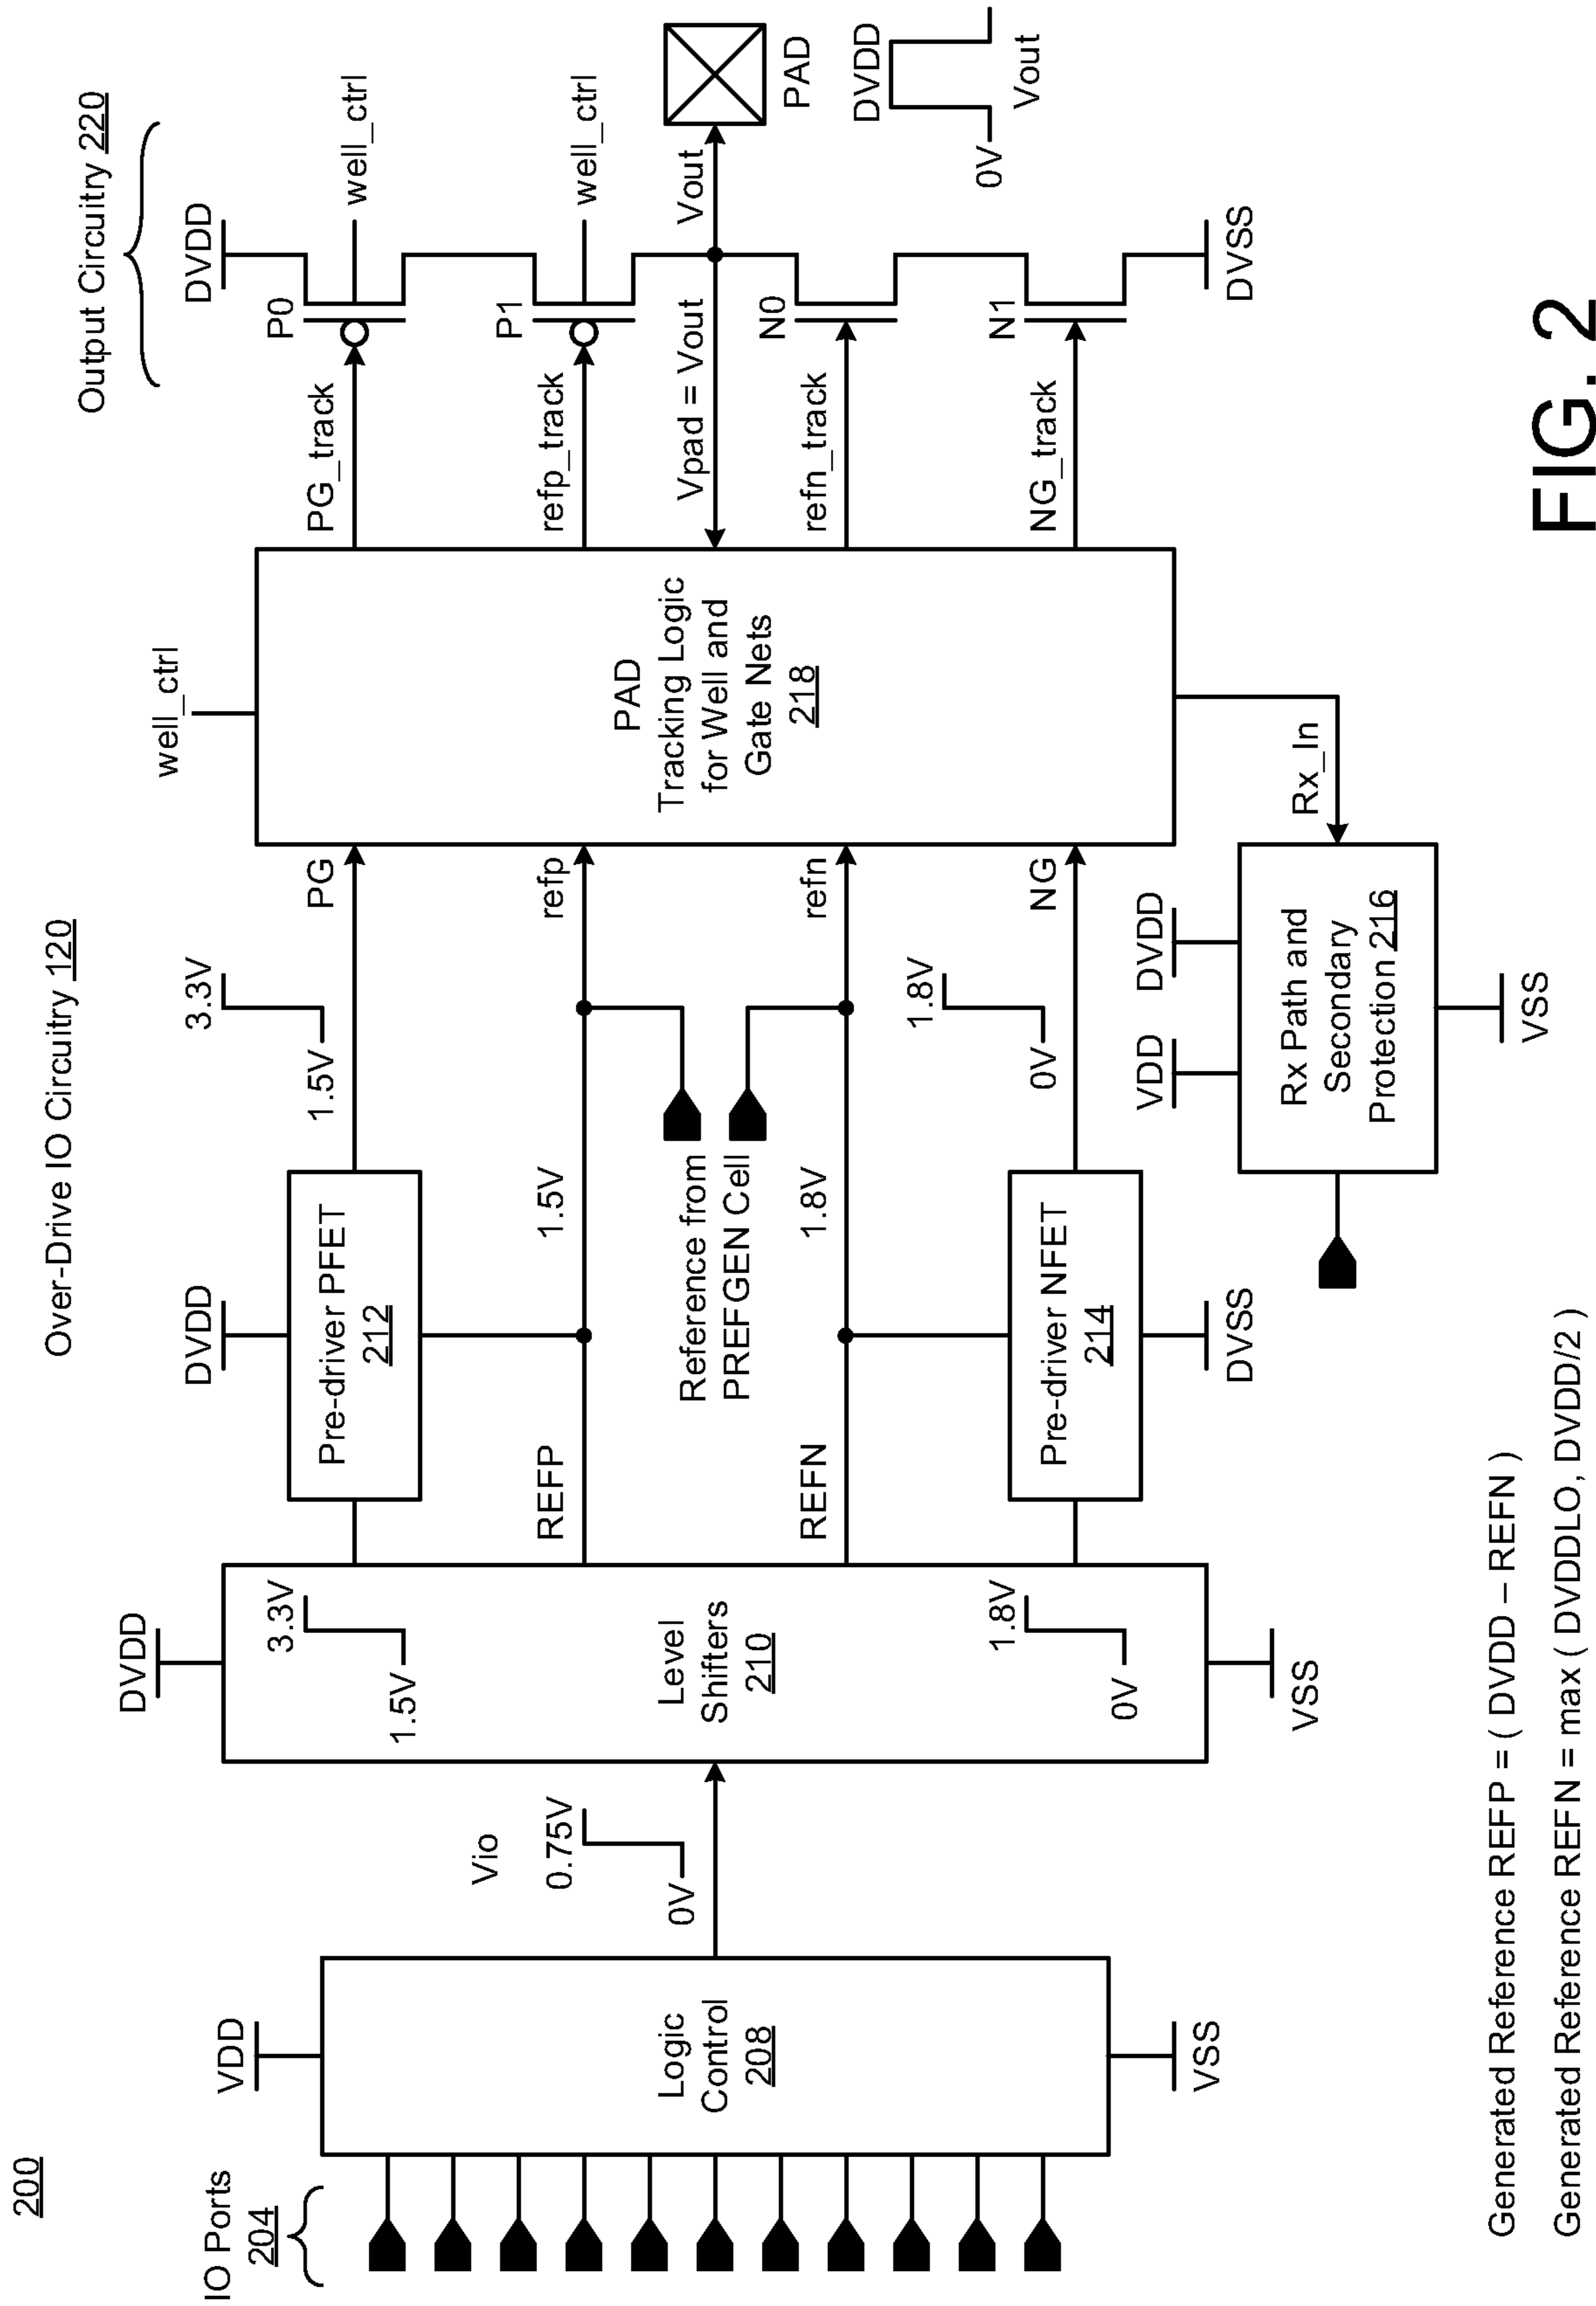 200
Over-Drive IO Circuitry 120
Output Circuitry 220
IO Ports
204
VDD
Logic
Control
208
VSS
Vio
0.75V
0V
DVDD
3.3V
1.5V
Level
Shifters
210
1.8V
0V
VSS
DVDD
Pre-driver PFET
212
REFP
1.5V
Reference from
PREFGEN Cell
REFN
1.8V
Pre-driver NFET
214
DVSS
3.3V
1.5V
PG
refp
refn
1.8V
0V
NG
VDD
DVDD
Rx Path and
Secondary
Protection 216
VSS
Rx_In
well_ctrl
PAD
Tracking Logic
for Well and
Gate Nets
218
PG_track
refp_track
Vpad = Vout
refn_track
NG_track
DVDD
P0
well_ctrl
P1
well_ctrl
Vout
N0
N1
DVSS
PAD
DVDD
0V
Vout
Generated Reference REFP = ( DVDD – REFN )
Generated Reference REFN = max ( DVDDLO, DVDD/2 )
FIG. 2